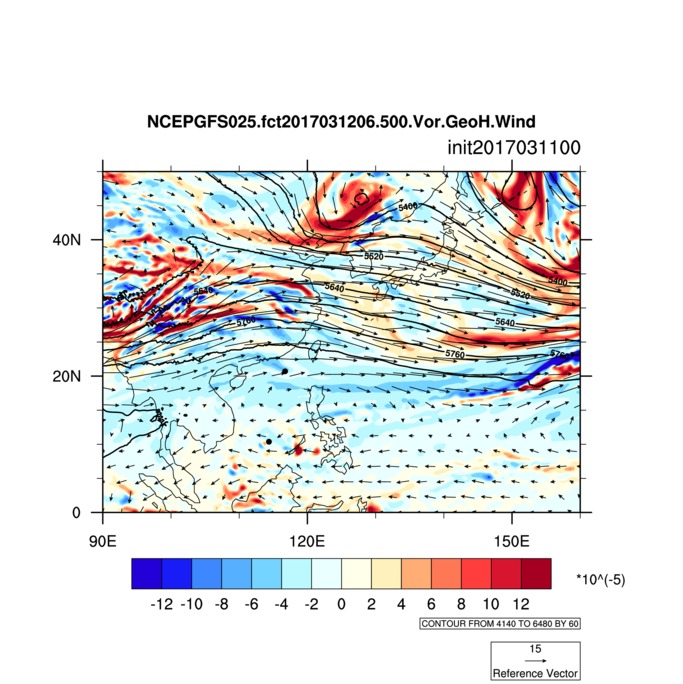 NCEPGFS025.fct2017031206.500.Vor.GeoH.Wind
init2017031100
5400
40N
5520
5400
5640
5640
5520
5700
5640
5760
5760
20N
0
90E 120E 150E
-12 -10 -8 -6 -4 -2 0 2 4 6 8 10 12
*10^(-5)
CONTOUR FROM 4140 TO 6480 BY 60
15
Reference Vector